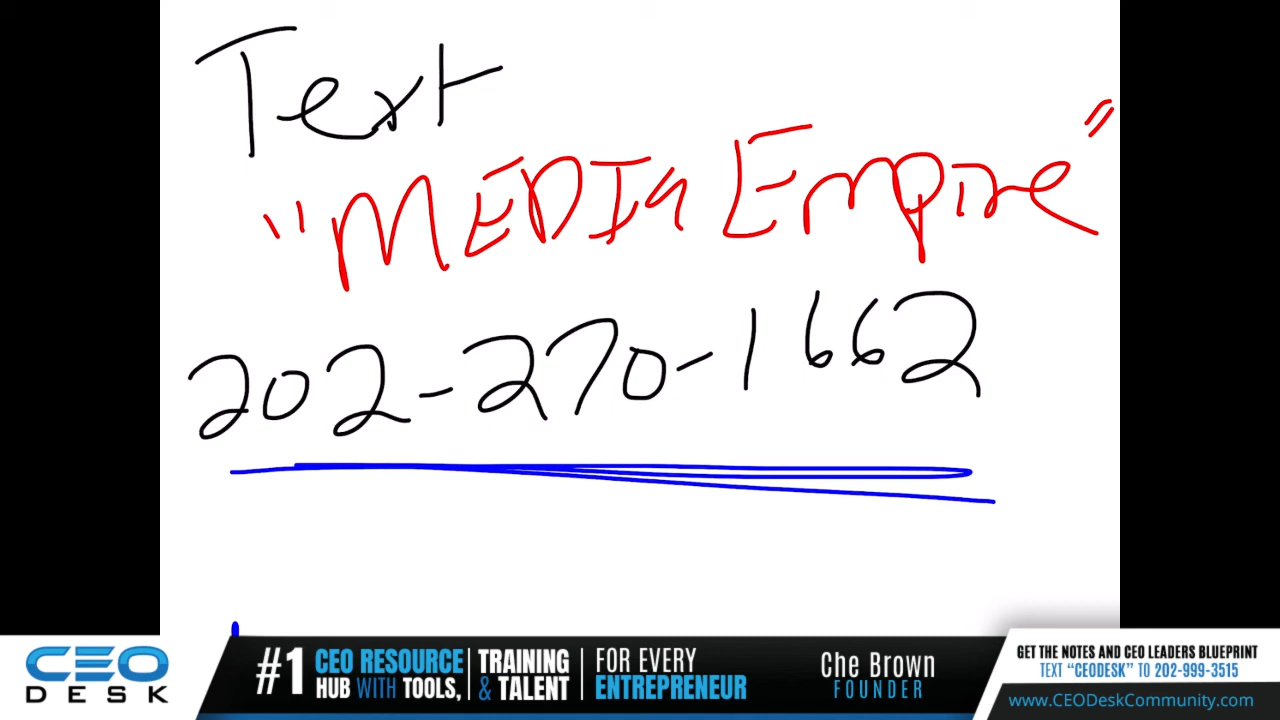 Text
"MEDIA Empire"
202-270-1662
CEO
DESK
#1 CEO RESOURCE HUB WITH TOOLS,
TRAINING & TALENT
FOR EVERY ENTREPRENEUR
Che Brown
FOUNDER
GET THE NOTES AND CEO LEADERS BLUEPRINT
TEXT “CEODESK” TO 202-999-3515
www.CEODeskCommunity.com